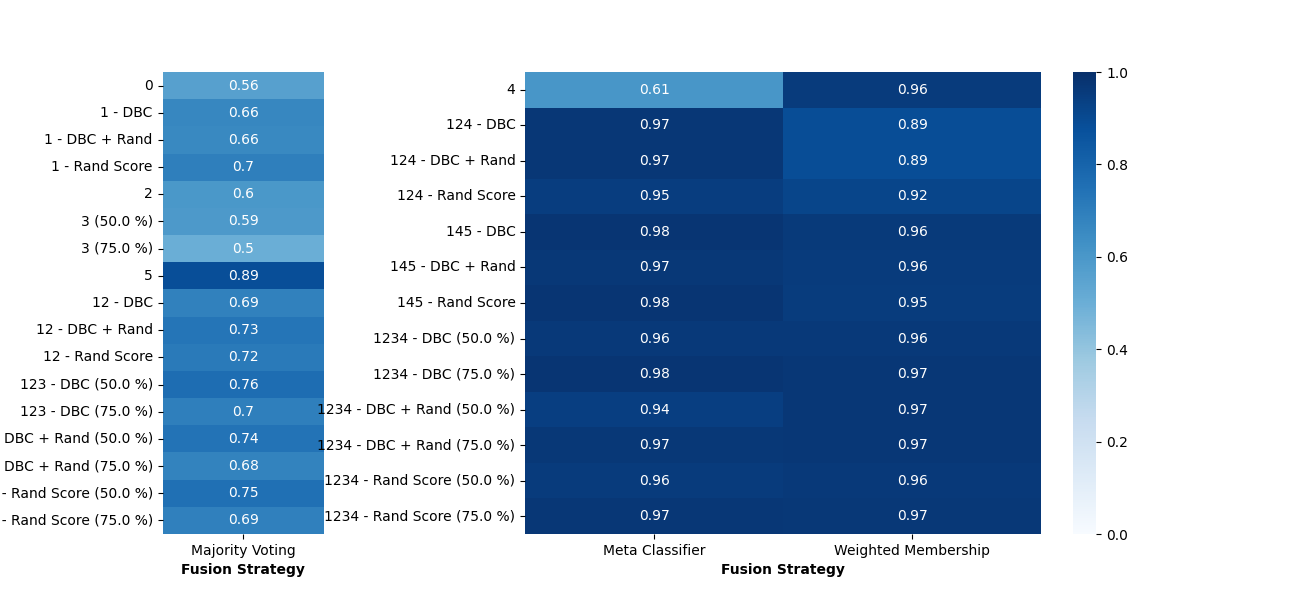 0 0.56
1 - DBC 0.66
1 - DBC + Rand 0.66
1 - Rand Score 0.7
2 0.6
3 (50.0 %) 0.59
3 (75.0 %) 0.5
5 0.89
12 - DBC 0.69
12 - DBC + Rand 0.73
12 - Rand Score 0.72
123 - DBC (50.0 %) 0.76
123 - DBC (75.0 %) 0.7
DBC + Rand (50.0 %) 0.74
DBC + Rand (75.0 %) 0.68
- Rand Score (50.0 %) 0.75
- Rand Score (75.0 %) 0.69
Majority Voting
Fusion Strategy
4 0.61 0.96
124 - DBC 0.97 0.89
124 - DBC + Rand 0.97 0.89
124 - Rand Score 0.95 0.92
145 - DBC 0.98 0.96
145 - DBC + Rand 0.97 0.96
145 - Rand Score 0.98 0.95
1234 - DBC (50.0 %) 0.96 0.96
1234 - DBC (75.0 %) 0.98 0.97
1234 - DBC + Rand (50.0 %) 0.94 0.97
1234 - DBC + Rand (75.0 %) 0.97 0.97
1234 - Rand Score (50.0 %) 0.96 0.96
1234 - Rand Score (75.0 %) 0.97 0.97
Meta Classifier Weighted Membership
Fusion Strategy
1.0
0.8
0.6
0.4
0.2
0.0